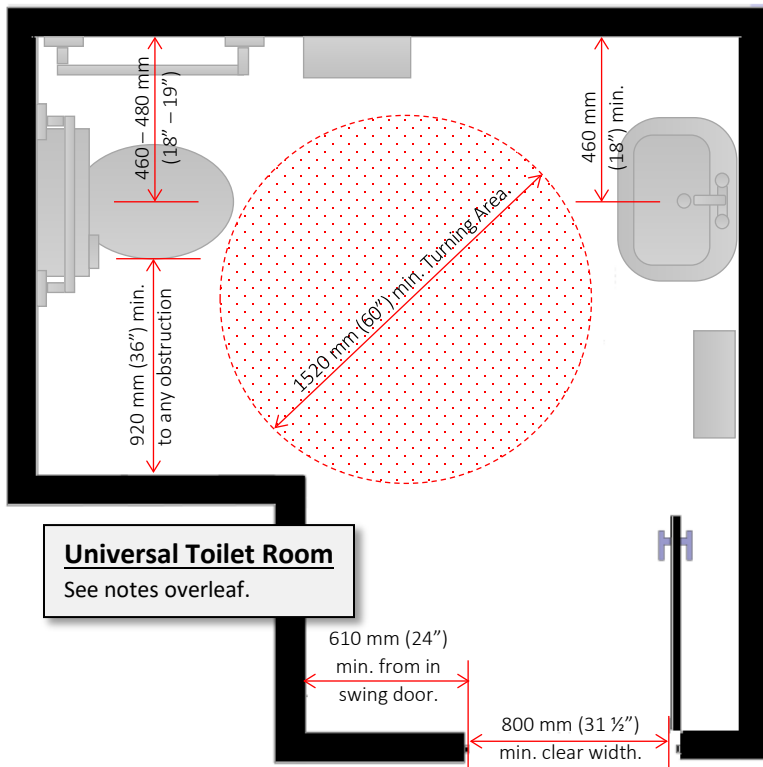 460 – 480 mm
(18” – 19”)
460 mm
(18”) min.
1520 mm (60”) min. Turning Area.
920 mm (36”) min.
to any obstruction
Universal Toilet Room
See notes overleaf.
610 mm (24”)
min. from in
swing door.
800 mm (31 ½”)
min. clear width.